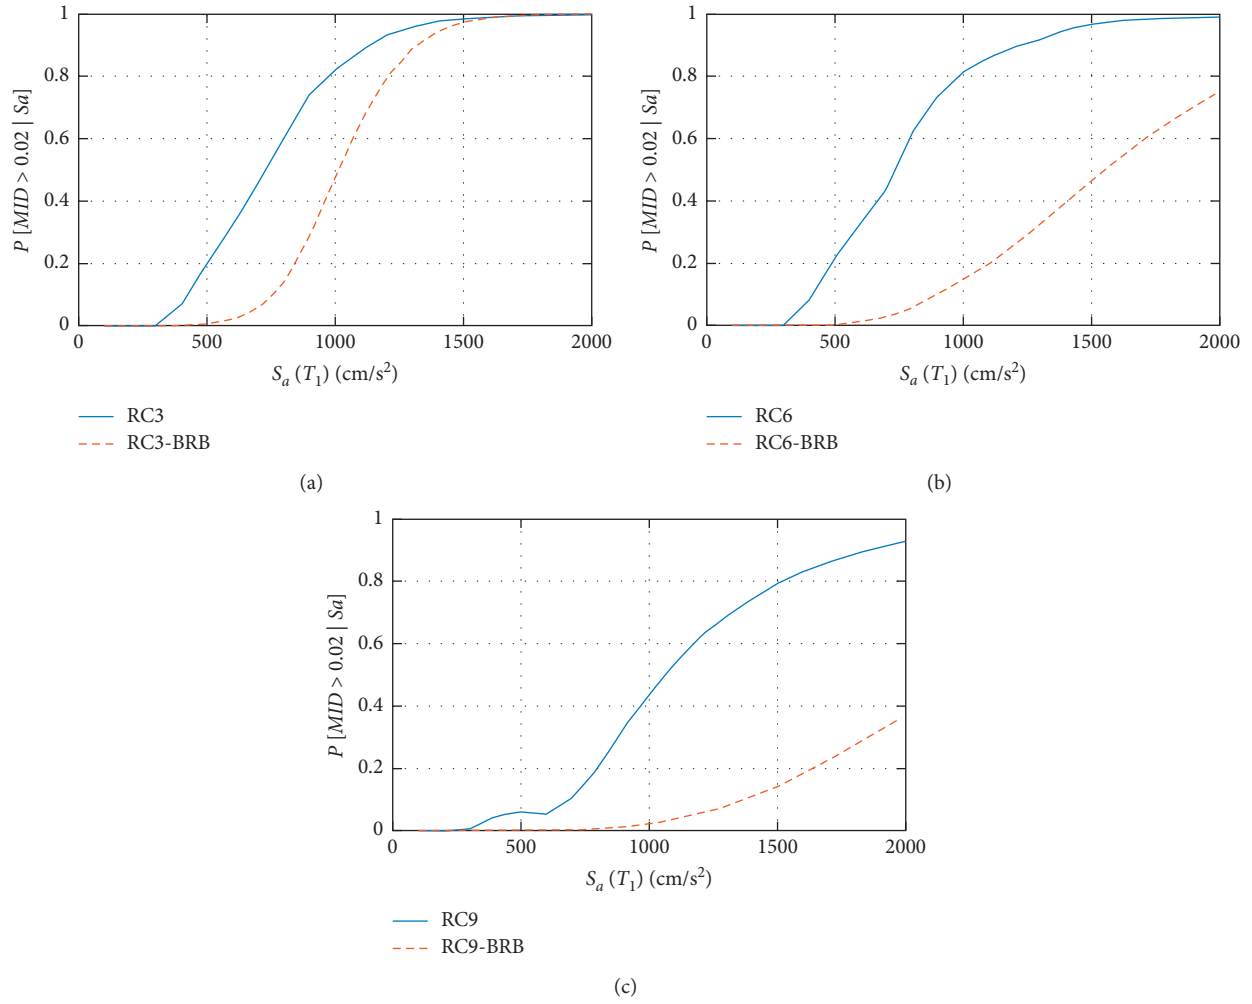 P [MID > 0.02 | Sa]
1
0.8
0.6
0.4
0.2
0
0 500 1000 1500 2000
Sₐ (T₁) (cm/s²)
RC3
RC3-BRB
(a)
P [MID > 0.02 | Sa]
1
0.8
0.6
0.4
0.2
0
0 500 1000 1500 2000
Sₐ (T₁) (cm/s²)
RC6
RC6-BRB
(b)
P [MID > 0.02 | Sa]
1
0.8
0.6
0.4
0.2
0
0 500 1000 1500 2000
Sₐ (T₁) (cm/s²)
RC9
RC9-BRB
(c)